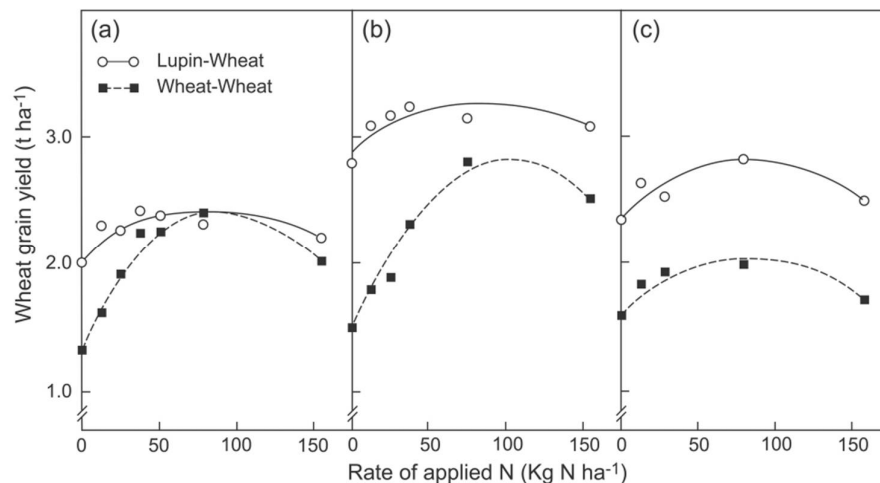 (a) (b) (c)
Lupin-Wheat
Wheat-Wheat
Wheat grain yield (t ha⁻¹)
3.0
2.0
1.0
0 50 100 150 0 50 100 150 0 50 100 150
Rate of applied N (Kg N ha⁻¹)